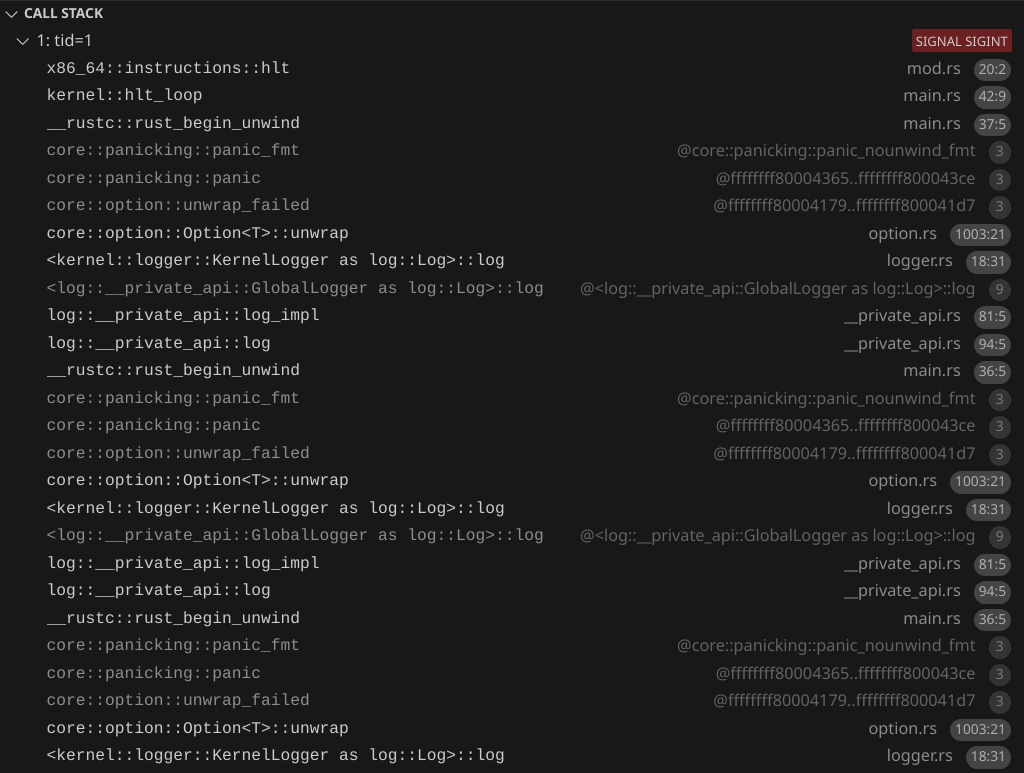 CALL STACK
1: tid=1 SIGNAL SIGINT
x86_64::instructions::hlt mod.rs 20:2
kernel::hlt_loop main.rs 42:9
__rustc::rust_begin_unwind main.rs 37:5
core::panicking::panic_fmt @core::panicking::panic_nounwind_fmt 3
core::panicking::panic @ffffffff80004365..ffffffff800043ce 3
core::option::unwrap_failed @ffffffff80004179..ffffffff800041d7 3
core::option::Option<T>::unwrap option.rs 1003:21
<kernel::logger::KernelLogger as log::Log>::log logger.rs 18:31
<log::__private_api::GlobalLogger as log::Log>::log @<log::__private_api::GlobalLogger as log::Log>::log 9
log::__private_api::log_impl __private_api.rs 81:5
log::__private_api::log __private_api.rs 94:5
__rustc::rust_begin_unwind main.rs 36:5
core::panicking::panic_fmt @core::panicking::panic_nounwind_fmt 3
core::panicking::panic @ffffffff80004365..ffffffff800043ce 3
core::option::unwrap_failed @ffffffff80004179..ffffffff800041d7 3
core::option::Option<T>::unwrap option.rs 1003:21
<kernel::logger::KernelLogger as log::Log>::log logger.rs 18:31
<log::__private_api::GlobalLogger as log::Log>::log @<log::__private_api::GlobalLogger as log::Log>::log 9
log::__private_api::log_impl __private_api.rs 81:5
log::__private_api::log __private_api.rs 94:5
__rustc::rust_begin_unwind main.rs 36:5
core::panicking::panic_fmt @core::panicking::panic_nounwind_fmt 3
core::panicking::panic @ffffffff80004365..ffffffff800043ce 3
core::option::unwrap_failed @ffffffff80004179..ffffffff800041d7 3
core::option::Option<T>::unwrap option.rs 1003:21
<kernel::logger::KernelLogger as log::Log>::log logger.rs 18:31